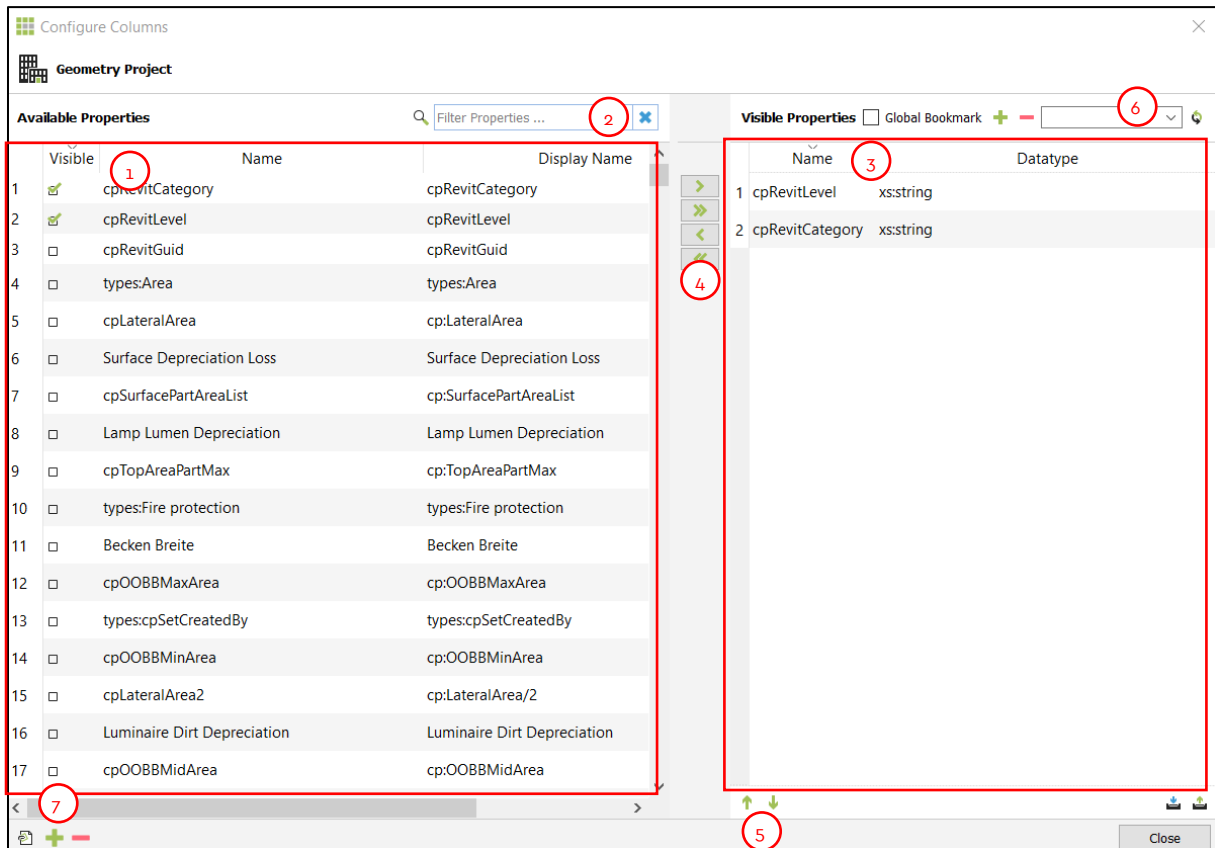 Configure Columns
Geometry Project
Available Properties Filter Properties ... 2 Visible Properties Global Bookmark 6
Visible Name Display Name Name Datatype
1 3
1 cpRevitCategory cpRevitCategory
2 cpRevitLevel cpRevitLevel
3 cpRevitGuid cpRevitGuid
4 types:Area types:Area
5 cpLateralArea cp:LateralArea
6 Surface Depreciation Loss Surface Depreciation Loss
7 cpSurfacePartAreaList cp:SurfacePartAreaList
8 Lamp Lumen Depreciation Lamp Lumen Depreciation
9 cpTopAreaPartMax cp:TopAreaPartMax
10 types:Fire protection types:Fire protection
11 Becken Breite Becken Breite
12 cpOOBBMaxArea cp:OOBBMaxArea
13 types:cpSetCreatedBy types:cpSetCreatedBy
14 cpOOBBMinArea cp:OOBBMinArea
15 cpLateralArea2 cp:LateralArea/2
16 Luminaire Dirt Depreciation Luminaire Dirt Depreciation
17 cpOOBBMidArea cp:OOBBMidArea
4
1 cpRevitLevel xs:string
2 cpRevitCategory xs:string
7
5
Close